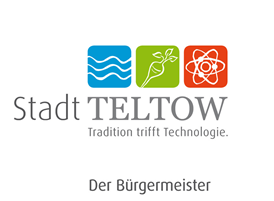 Stadt TELTOW
Tradition trifft Technologie.
Der Bürgermeister